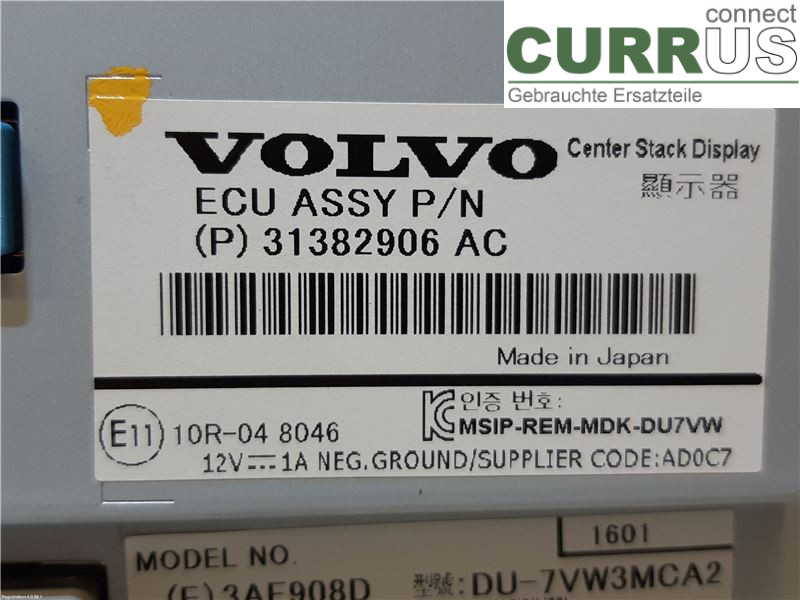 connect
CURRUS
Gebrauchte Ersatzteile
VOLVO Center Stack Display
顯示器
ECU ASSY P/N
(P) 31382906 AC
Made in Japan
E11 10R-04 8046
인증 번호:
MSIP-REM-MDK-DU7VW
12V⎓1A NEG.GROUND/SUPPLIER CODE:AD0C7
1601
MODEL NO.
(F) 3AE908D 型號: DU-7VW3MCA2